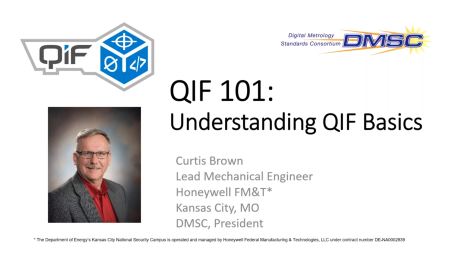 QIF
</>
Digital Metrology
Standards Consortium
DMSC
QIF 101:
Understanding QIF Basics
Curtis Brown
Lead Mechanical Engineer
Honeywell FM&T*
Kansas City, MO
DMSC, President
* The Department of Energy's Kansas City National Security Campus is operated and managed by Honeywell Federal Manufacturing & Technologies, LLC under contract number DE-NA0002839